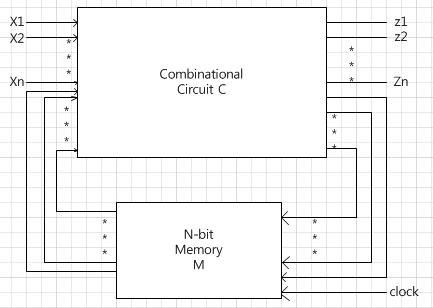 X1
z1
X2
z2
*
*
*
*
*
*
Combinational
Circuit C
Xn
Zn
*
*
*
*
*
*
*
*
*
*
*
*
N-bit
Memory
M
clock